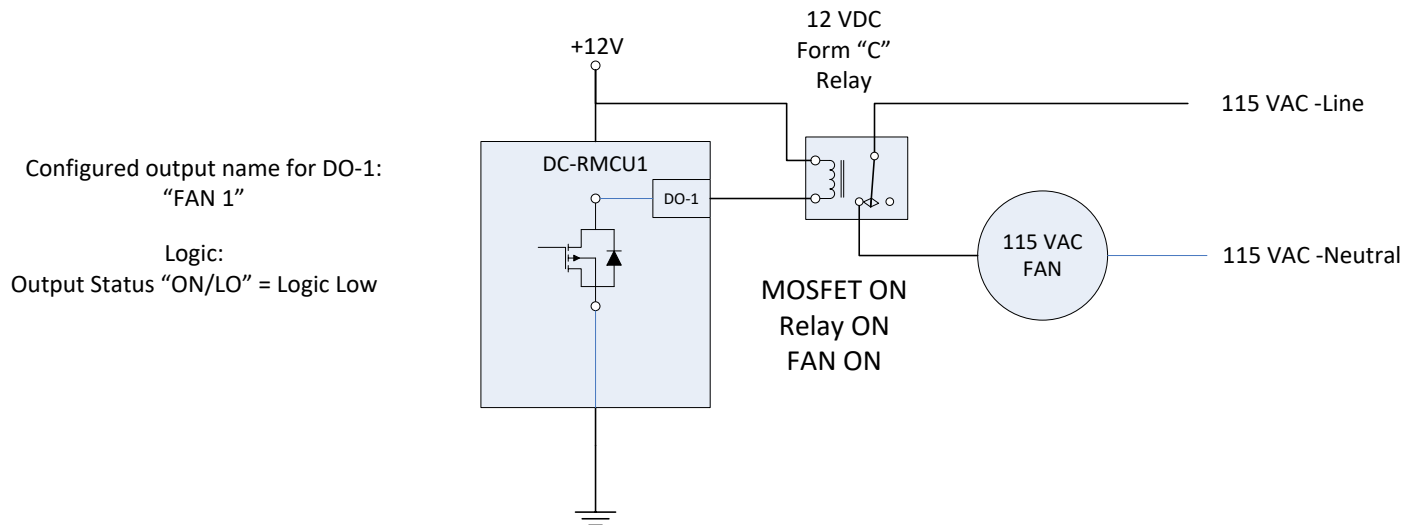 +12V
12 VDC
Form “C”
Relay
115 VAC -Line
Configured output name for DO-1:
“FAN 1”
Logic:
Output Status “ON/LO” = Logic Low
DC-RMCU1
DO-1
115 VAC
FAN
115 VAC -Neutral
MOSFET ON
Relay ON
FAN ON